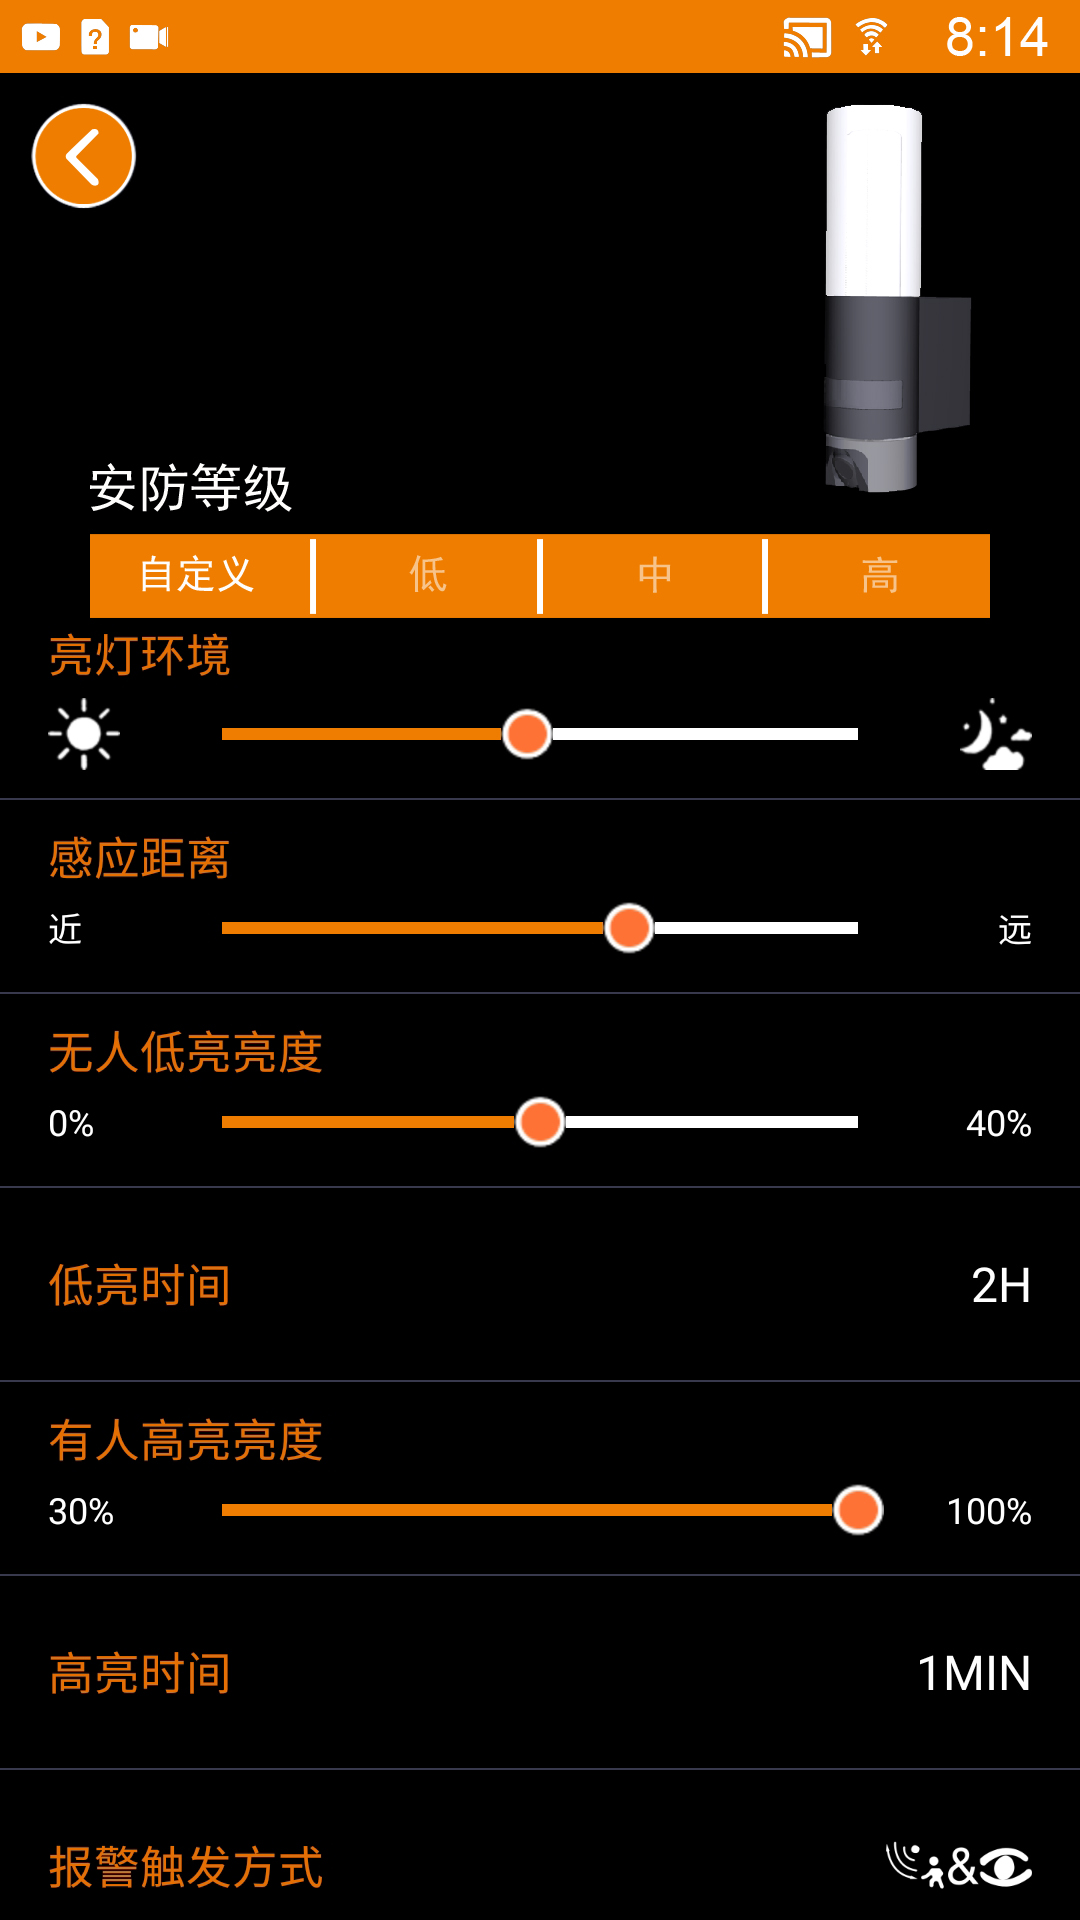 8:14
安防等级
自定义 低 中 高
亮灯环境
感应距离
近 远
无人低亮亮度
0% 40%
低亮时间 2H
有人高亮亮度
30% 100%
高亮时间 1MIN
报警触发方式 &